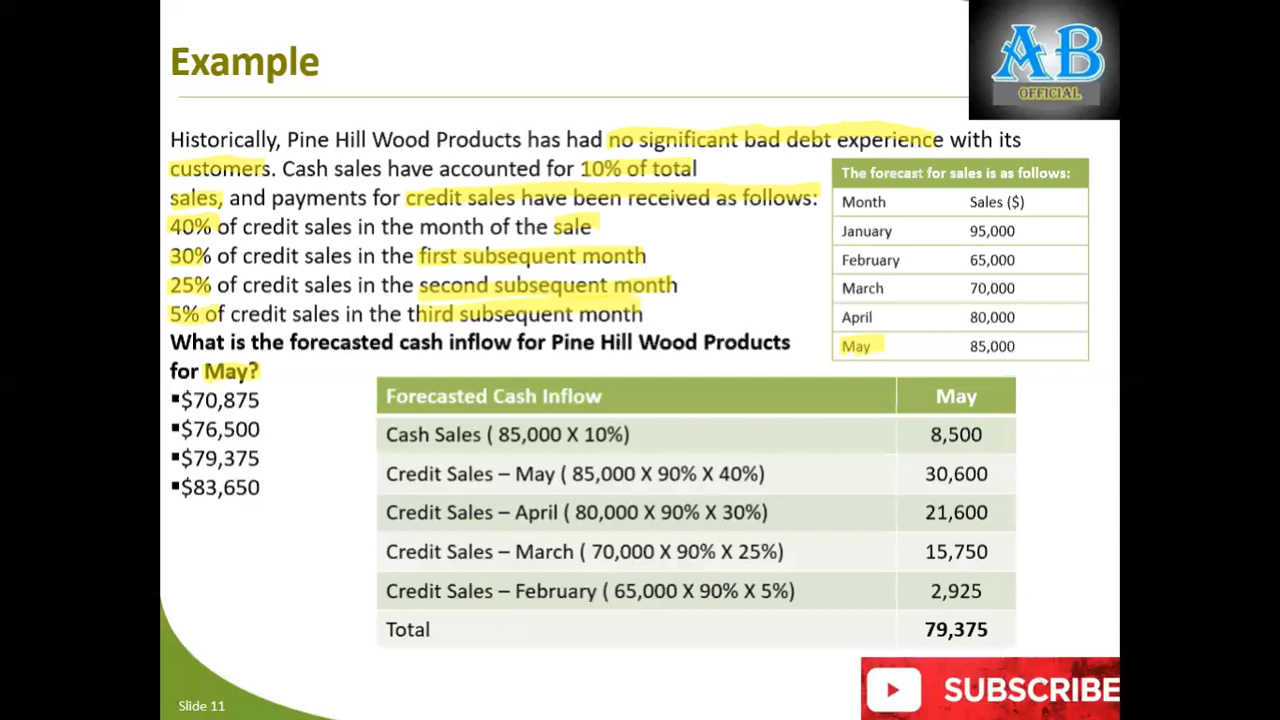 Example
AB
OFFICIAL
Historically, Pine Hill Wood Products has had no significant bad debt experience with its
customers. Cash sales have accounted for 10% of total
sales, and payments for credit sales have been received as follows:
40% of credit sales in the month of the sale
30% of credit sales in the first subsequent month
25% of credit sales in the second subsequent month
5% of credit sales in the third subsequent month
What is the forecasted cash inflow for Pine Hill Wood Products
for May?
▪$70,875
▪$76,500
▪$79,375
▪$83,650
The forecast for sales is as follows:
Month Sales ($)
January 95,000
February 65,000
March 70,000
April 80,000
May 85,000
Forecasted Cash Inflow May
Cash Sales ( 85,000 X 10%) 8,500
Credit Sales – May ( 85,000 X 90% X 40%) 30,600
Credit Sales – April ( 80,000 X 90% X 30%) 21,600
Credit Sales – March ( 70,000 X 90% X 25%) 15,750
Credit Sales – February ( 65,000 X 90% X 5%) 2,925
Total 79,375
Slide 11
SUBSCRIBE